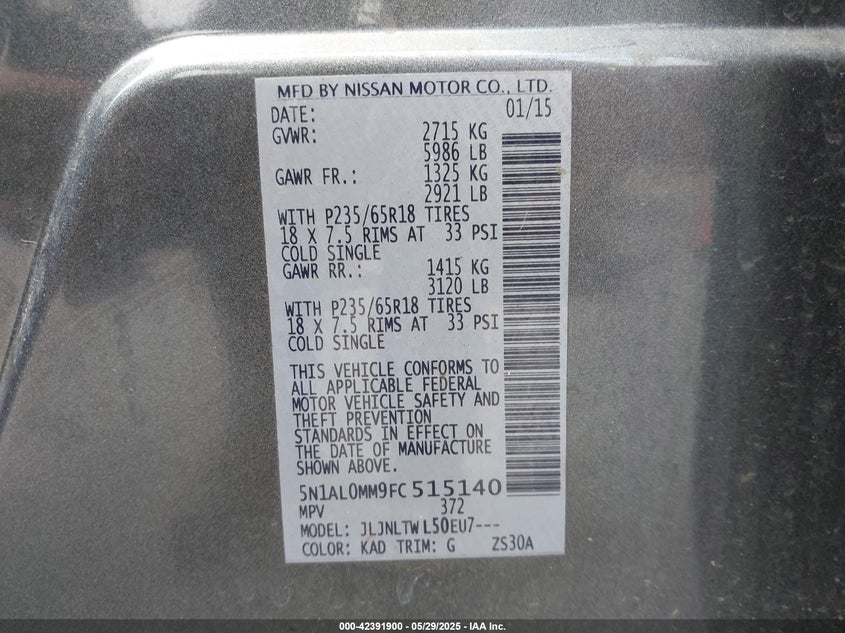 MFD BY NISSAN MOTOR CO., LTD.
DATE: 01/15
GVWR: 2715 KG
5986 LB
GAWR FR.: 1325 KG
2921 LB
WITH P235/65R18 TIRES
18 X 7.5 RIMS AT 33 PSI
COLD SINGLE
GAWR RR.: 1415 KG
3120 LB
WITH P235/65R18 TIRES
18 X 7.5 RIMS AT 33 PSI
COLD SINGLE
THIS VEHICLE CONFORMS TO
ALL APPLICABLE FEDERAL
MOTOR VEHICLE SAFETY AND
THEFT PREVENTION
STANDARDS IN EFFECT ON
THE DATE OF MANUFACTURE
SHOWN ABOVE.
5N1AL0MM9FC515140
MPV 372
MODEL: JLJNLTWL50EU7---
COLOR: KAD TRIM: G ZS30A
000-42391900 - 05/29/2025 - IAA Inc.